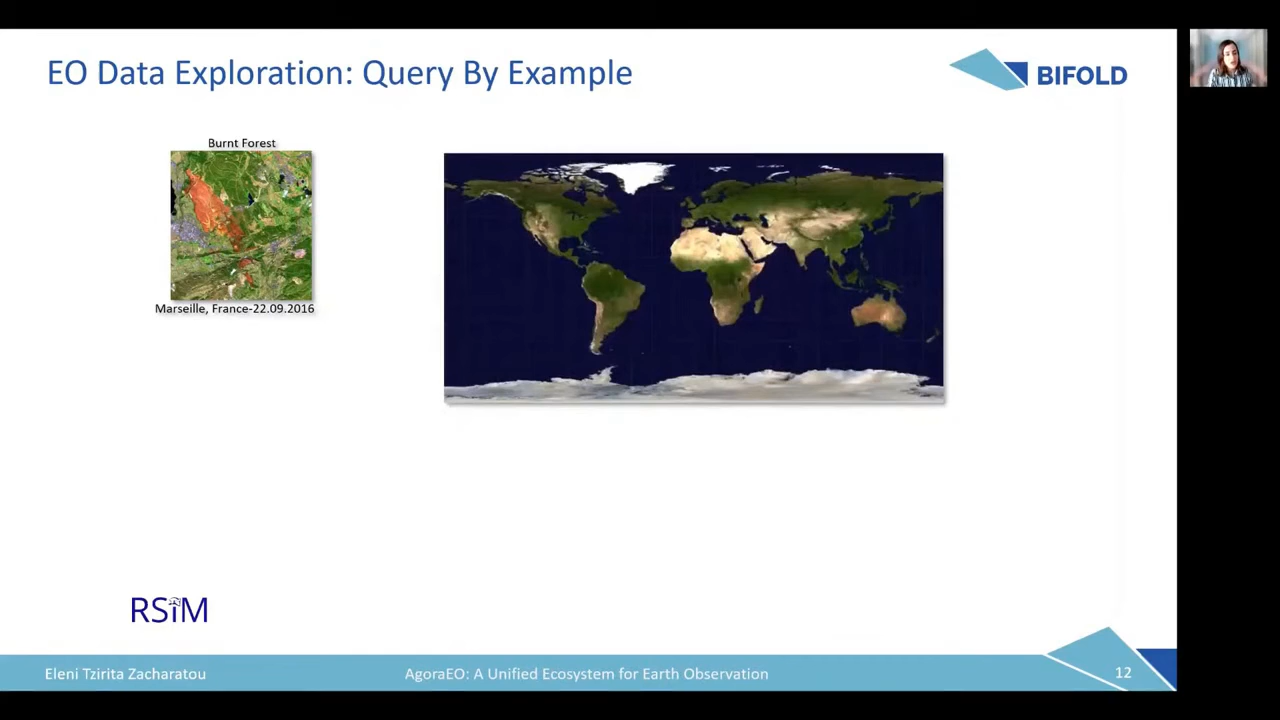 EO Data Exploration: Query By Example
BIFOLD
Burnt Forest
Marseille, France-22.09.2016
RSiM
Eleni Tzirita Zacharatou
AgoraEO: A Unified Ecosystem for Earth Observation
12